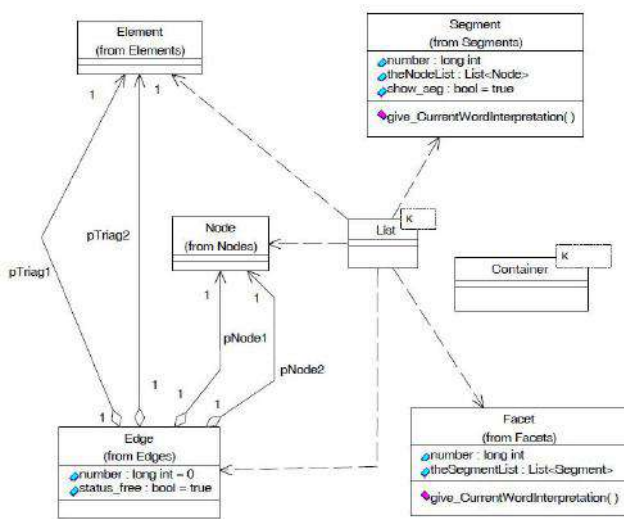 Element
(from Elements)
Segment
(from Segments)
number : long int
theNodeList : List<Node>
show_seg : bool = true
give_CurrentWordInterpretation( )
1
1
K
List
Node
(from Nodes)
K
Container
pTriag2
pTriag1
1
1
pNode1
pNode2
1
1
1
1
Edge
(from Edges)
number : long int = 0
status_free : bool = true
Facet
(from Facets)
number : long int
theSegmentList : List<Segment>
give_CurrentWordInterpretation( )